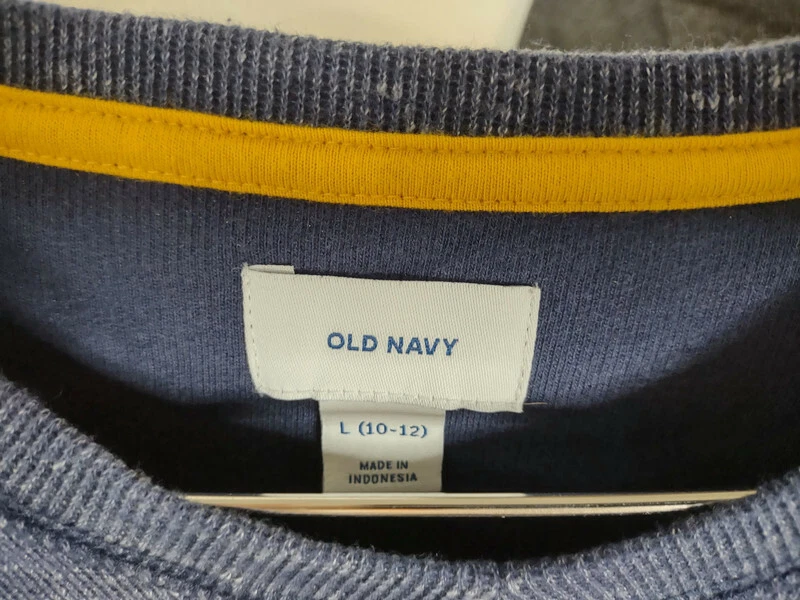 OLD NAVY
L (10-12)
MADE IN
INDONESIA